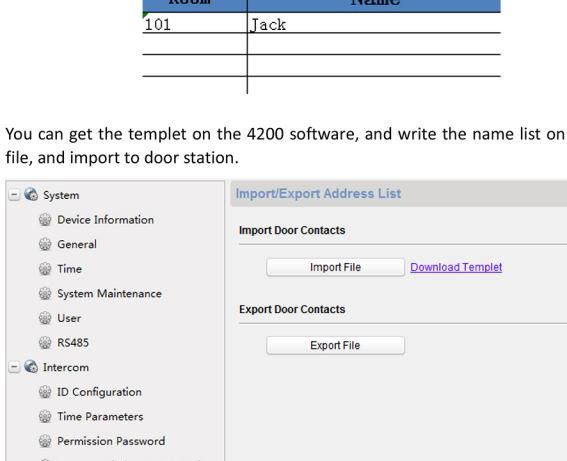 Room Name
101 Jack
You can get the templet on the 4200 software, and write the name list on
file, and import to door station.
System
Import/Export Address List
Device Information
Import Door Contacts
General
Time
Import File Download Templet
System Maintenance
Export Door Contacts
User
RS485
Export File
Intercom
ID Configuration
Time Parameters
Permission Password